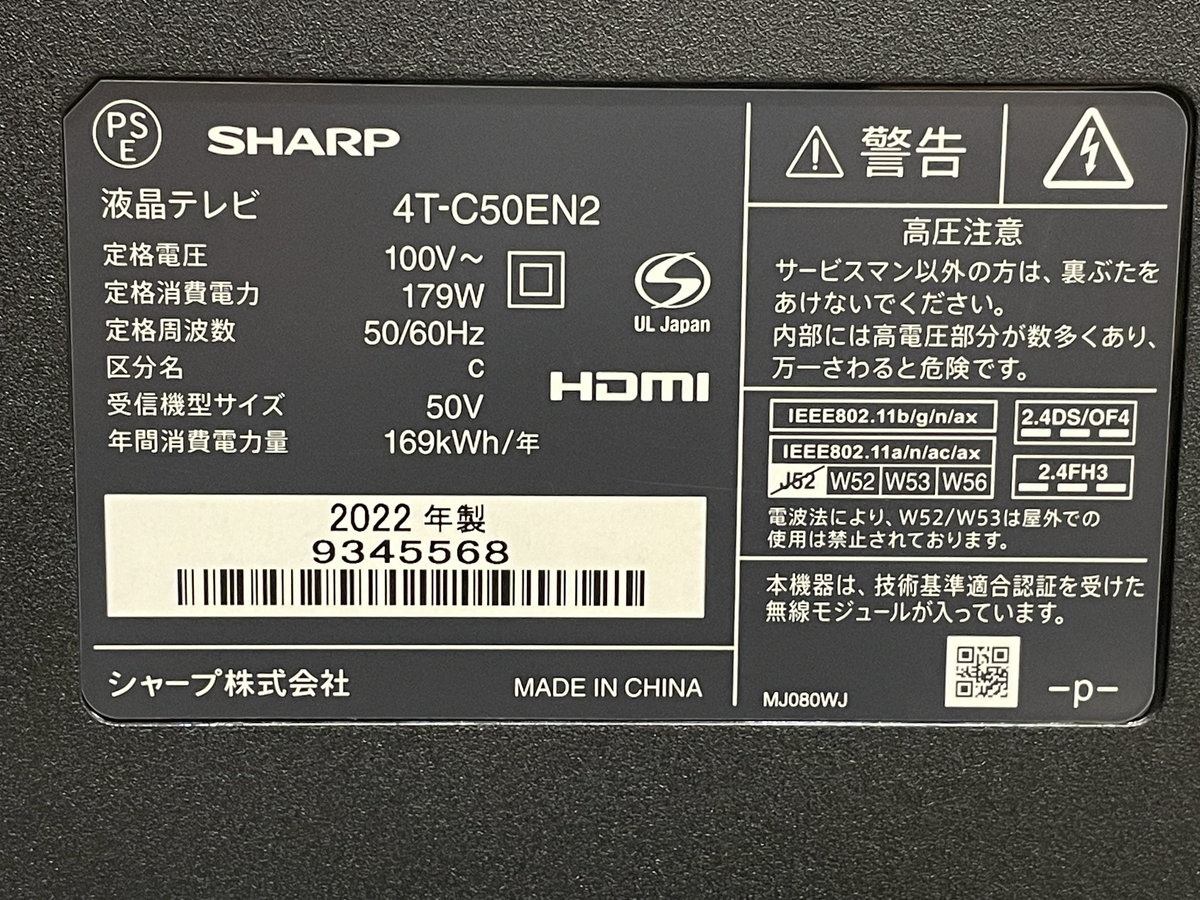 PSE
SHARP
液晶テレビ 4T-C50EN2
定格電圧 100V～
定格消費電力 179W
定格周波数 50/60Hz
区分名 C
受信機型サイズ 50V
年間消費電力量 169kWh/年
UL Japan
HDMI
2022 年製
9345568
シャープ株式会社 MADE IN CHINA
警告
高圧注意
サービスマン以外の方は、裏ぶたを
あけないでください。
内部には高電圧部分が数多くあり、
万一さわると危険です。
IEEE802.11b/g/n/ax
IEEE802.11a/n/ac/ax
J52 W52 W53 W56
2.4DS/OF4
2.4FH3
電波法により、W52/W53は屋外での
使用は禁止されております。
本機器は、技術基準適合認証を受けた
無線モジュールが入っています。
MJ080WJ
-p-